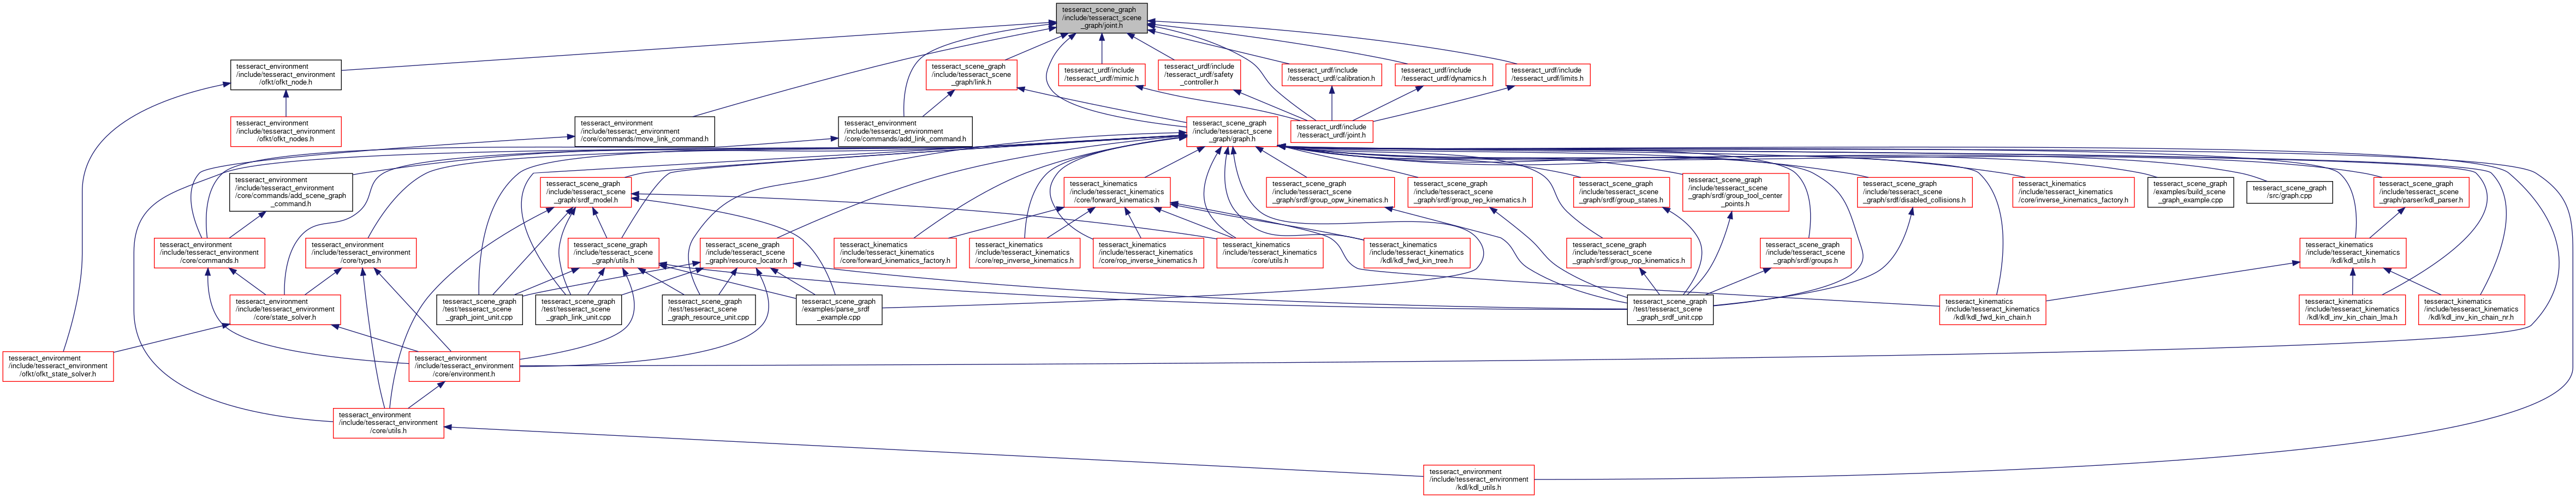 tesseract_scene_graph
/include/tesseract_scene
_graph/joint.h
tesseract_environment
/include/tesseract_environment
/ofkt/ofkt_node.h
tesseract_scene_graph
/include/tesseract_scene
_graph/link.h
tesseract_urdf/include
/tesseract_urdf/mimic.h
tesseract_urdf/include
/tesseract_urdf/safety
_controller.h
tesseract_urdf/include
/tesseract_urdf/calibration.h
tesseract_urdf/include
/tesseract_urdf/dynamics.h
tesseract_urdf/include
/tesseract_urdf/limits.h
tesseract_environment
/include/tesseract_environment
/ofkt/ofkt_nodes.h
tesseract_environment
/include/tesseract_environment
/core/commands/move_link_command.h
tesseract_environment
/include/tesseract_environment
/core/commands/add_link_command.h
tesseract_scene_graph
/include/tesseract_scene
_graph/graph.h
tesseract_urdf/include
/tesseract_urdf/joint.h
tesseract_environment
/include/tesseract_environment
/core/commands/add_scene_graph
_command.h
tesseract_scene_graph
/include/tesseract_scene
_graph/srdf_model.h
tesseract_kinematics
/include/tesseract_kinematics
/core/forward_kinematics.h
tesseract_scene_graph
/include/tesseract_scene
_graph/srdf/group_opw_kinematics.h
tesseract_scene_graph
/include/tesseract_scene
_graph/srdf/group_rep_kinematics.h
tesseract_scene_graph
/include/tesseract_scene
_graph/srdf/group_states.h
tesseract_scene_graph
/include/tesseract_scene
_graph/srdf/group_tool_center
_points.h
tesseract_scene_graph
/include/tesseract_scene
_graph/srdf/disabled_collisions.h
tesseract_kinematics
/include/tesseract_kinematics
/core/inverse_kinematics_factory.h
tesseract_scene_graph
/examples/build_scene
_graph_example.cpp
tesseract_scene_graph
/src/graph.cpp
tesseract_scene_graph
/include/tesseract_scene
_graph/parser/kdl_parser.h
tesseract_environment
/include/tesseract_environment
/core/commands.h
tesseract_environment
/include/tesseract_environment
/core/types.h
tesseract_scene_graph
/include/tesseract_scene
_graph/utils.h
tesseract_scene_graph
/include/tesseract_scene
_graph/resource_locator.h
tesseract_kinematics
/include/tesseract_kinematics
/core/forward_kinematics_factory.h
tesseract_kinematics
/include/tesseract_kinematics
/core/rep_inverse_kinematics.h
tesseract_kinematics
/include/tesseract_kinematics
/core/rop_inverse_kinematics.h
tesseract_kinematics
/include/tesseract_kinematics
/core/utils.h
tesseract_kinematics
/include/tesseract_kinematics
/kdl/kdl_fwd_kin_tree.h
tesseract_scene_graph
/include/tesseract_scene
_graph/srdf/group_rop_kinematics.h
tesseract_scene_graph
/include/tesseract_scene
_graph/srdf/groups.h
tesseract_kinematics
/include/tesseract_kinematics
/kdl/kdl_utils.h
tesseract_environment
/include/tesseract_environment
/core/state_solver.h
tesseract_scene_graph
/test/tesseract_scene
_graph_joint_unit.cpp
tesseract_scene_graph
/test/tesseract_scene
_graph_link_unit.cpp
tesseract_scene_graph
/test/tesseract_scene
_graph_resource_unit.cpp
tesseract_scene_graph
/examples/parse_srdf
_example.cpp
tesseract_scene_graph
/test/tesseract_scene
_graph_srdf_unit.cpp
tesseract_kinematics
/include/tesseract_kinematics
/kdl/kdl_fwd_kin_chain.h
tesseract_kinematics
/include/tesseract_kinematics
/kdl/kdl_inv_kin_chain_lma.h
tesseract_kinematics
/include/tesseract_kinematics
/kdl/kdl_inv_kin_chain_nr.h
tesseract_environment
/include/tesseract_environment
/ofkt/ofkt_state_solver.h
tesseract_environment
/include/tesseract_environment
/core/environment.h
tesseract_environment
/include/tesseract_environment
/core/utils.h
tesseract_environment
/include/tesseract_environment
/kdl/kdl_utils.h